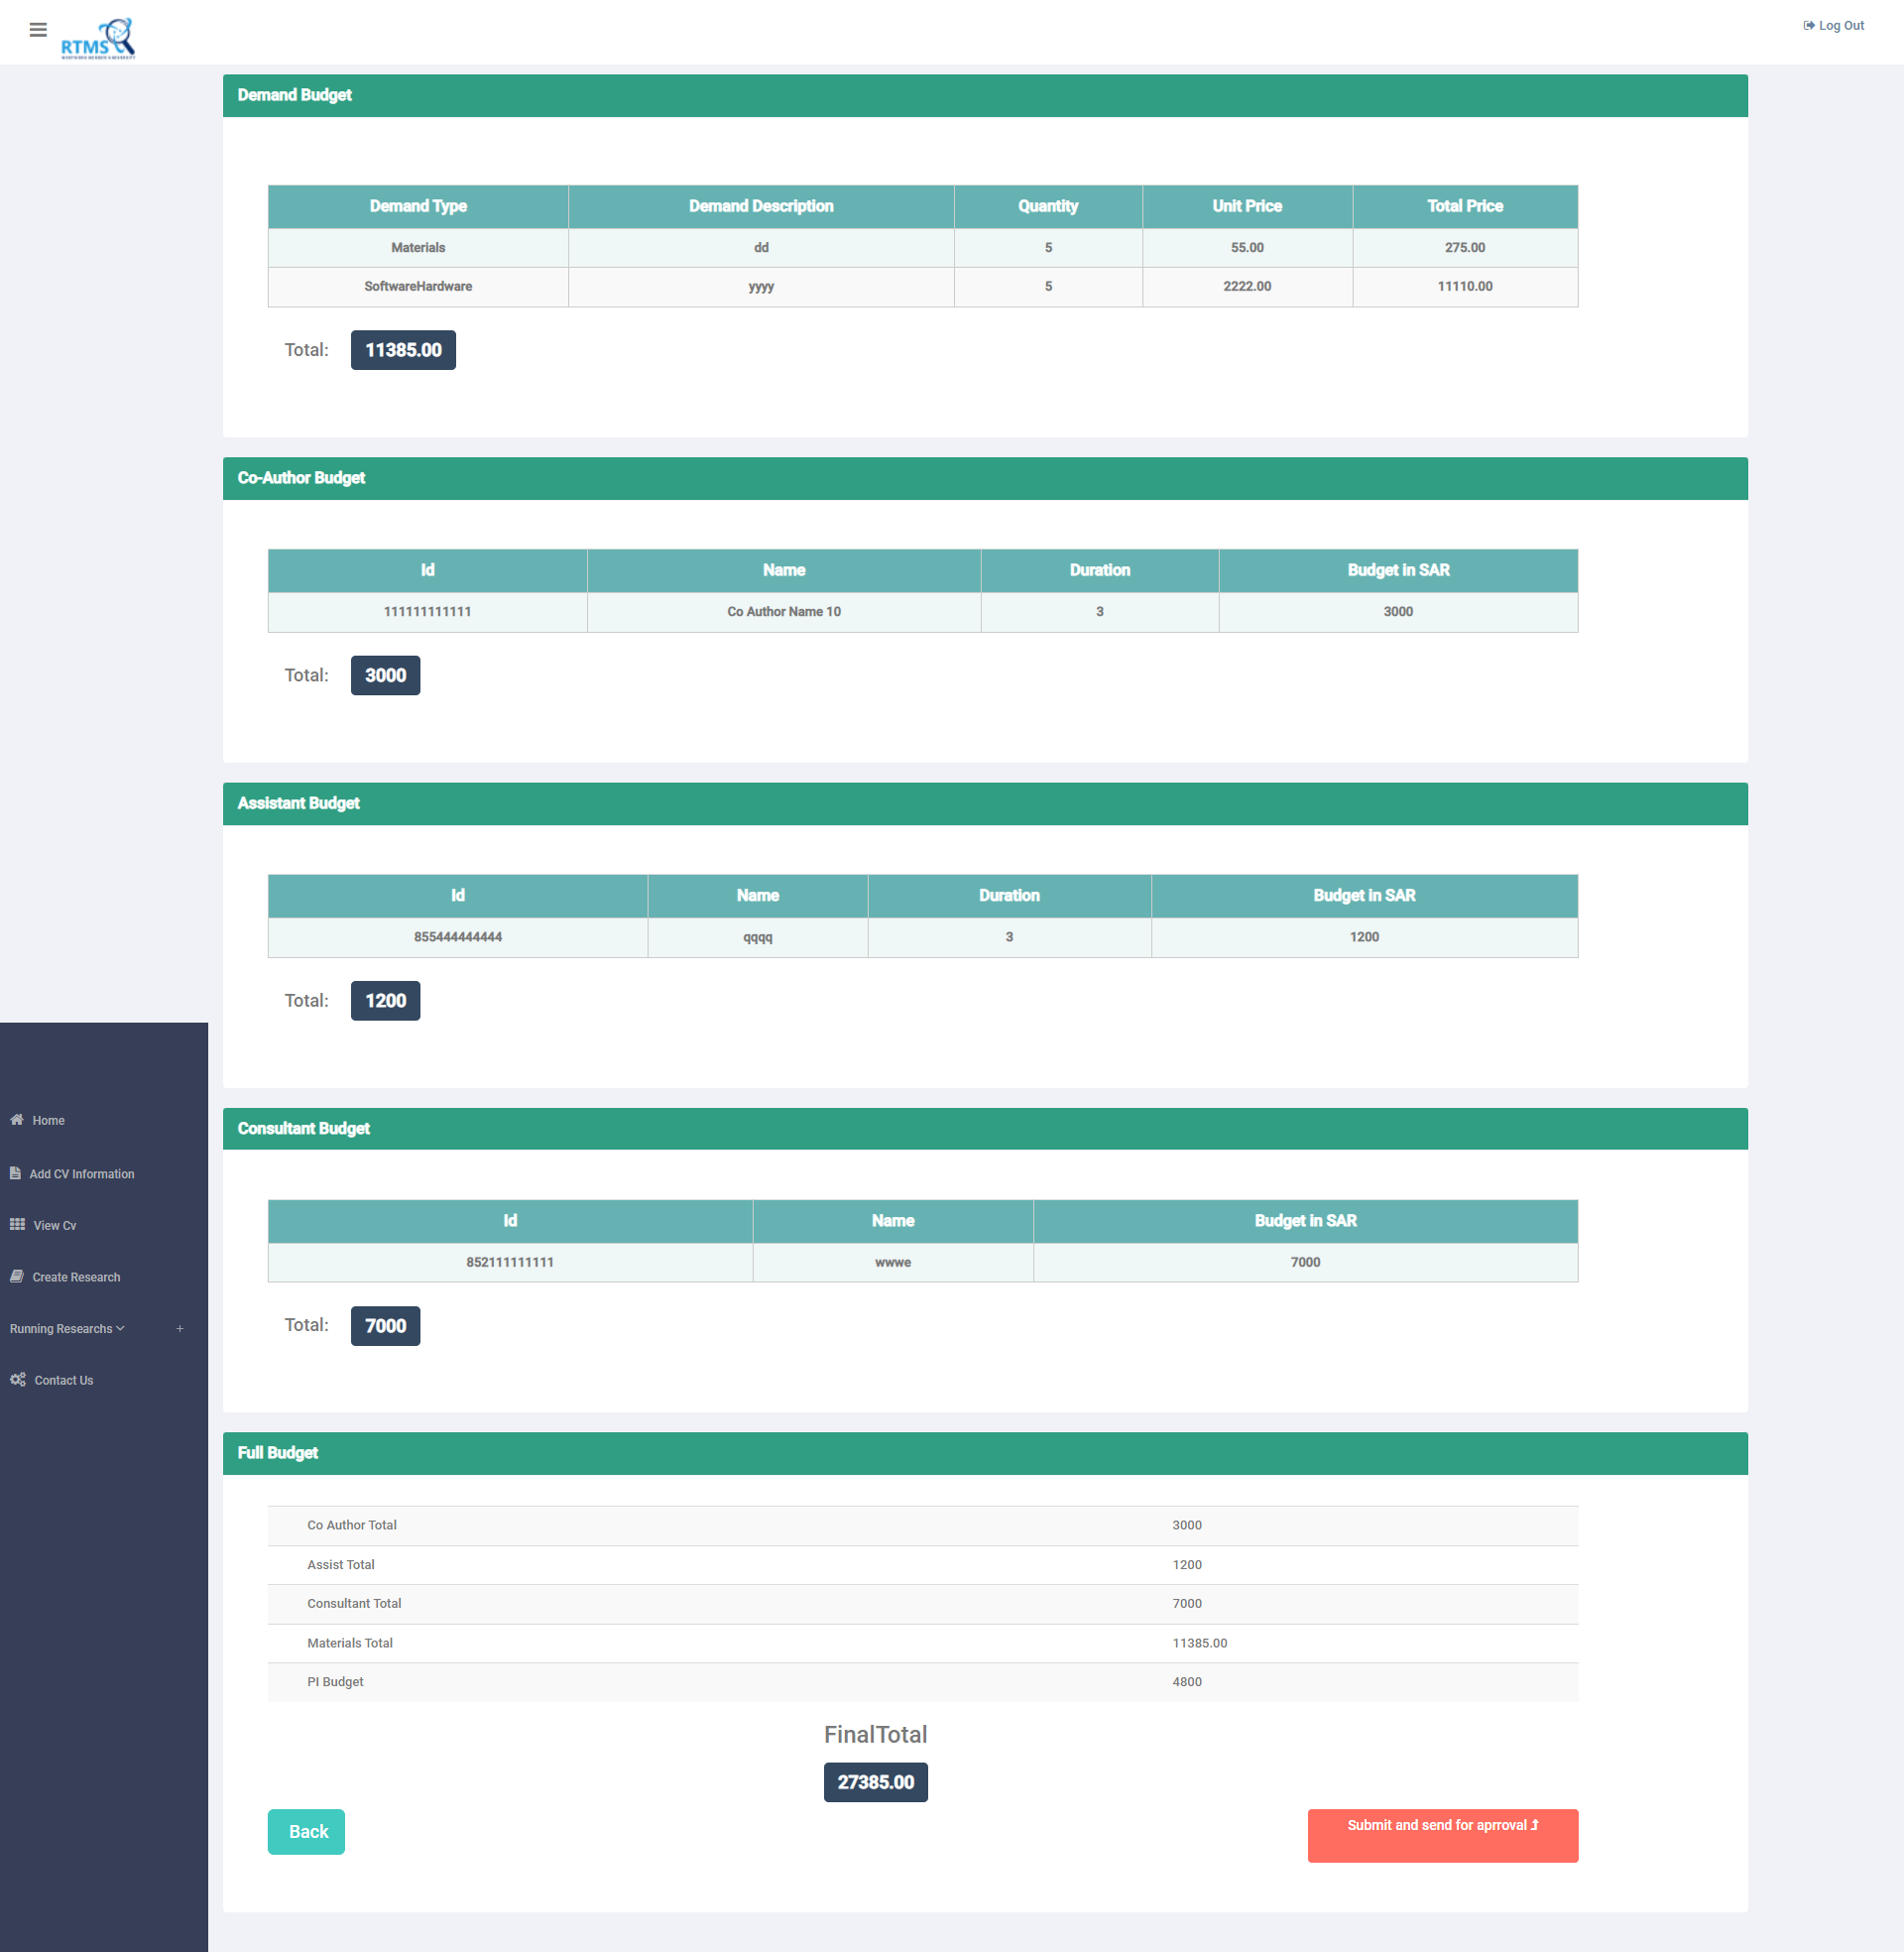 RTMS
Log Out
Demand Budget
Demand Type Demand Description Quantity Unit Price Total Price
Materials dd 5 55.00 275.00
SoftwareHardware yyyy 5 2222.00 11110.00
Total: 11385.00
Co-Author Budget
Id Name Duration Budget in SAR
111111111111 Co Author Name 10 3 3000
Total: 3000
Assistant Budget
Id Name Duration Budget in SAR
855444444444 qqqq 3 1200
Total: 1200
Home
Add CV Information
View Cv
Create Research
Running Researchs +
Contact Us
Consultant Budget
Id Name Budget in SAR
852111111111 wwwe 7000
Total: 7000
Full Budget
Co Author Total 3000
Assist Total 1200
Consultant Total 7000
Materials Total 11385.00
PI Budget 4800
FinalTotal
27385.00
Back
Submit and send for aprroval